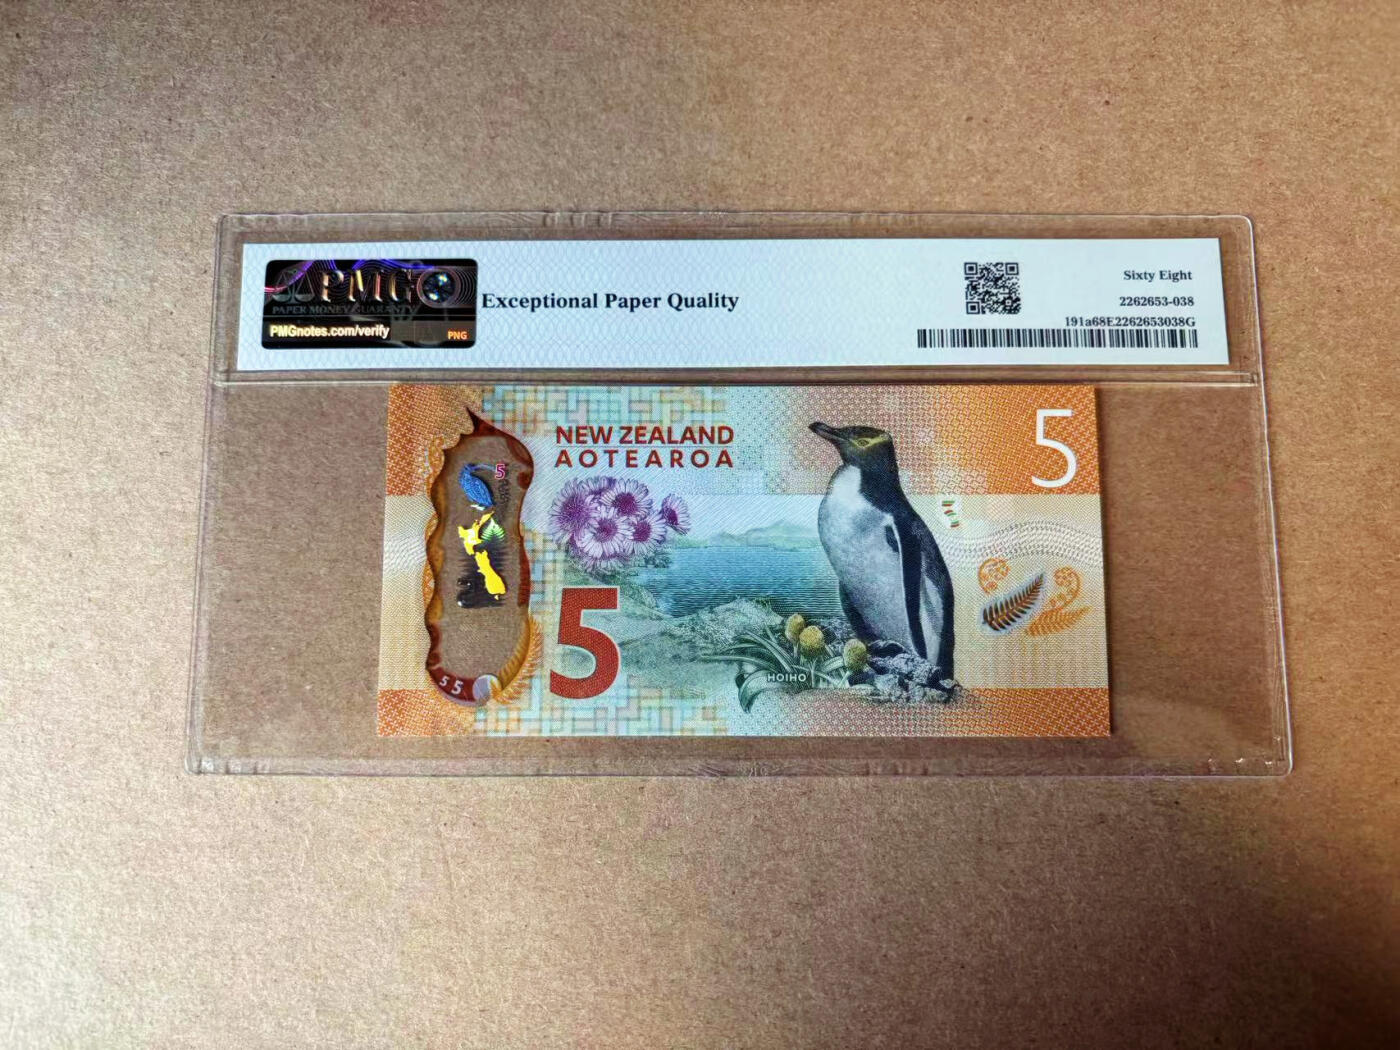 PMG
PAPER MONEY GUARANTY
PMGnotes.com/verify
PNG
Exceptional Paper Quality
Sixty Eight
2262653-038
191a68E2262653038G
NEW ZEALAND
AOTEAROA
5
5
5
HOIHO
5 5